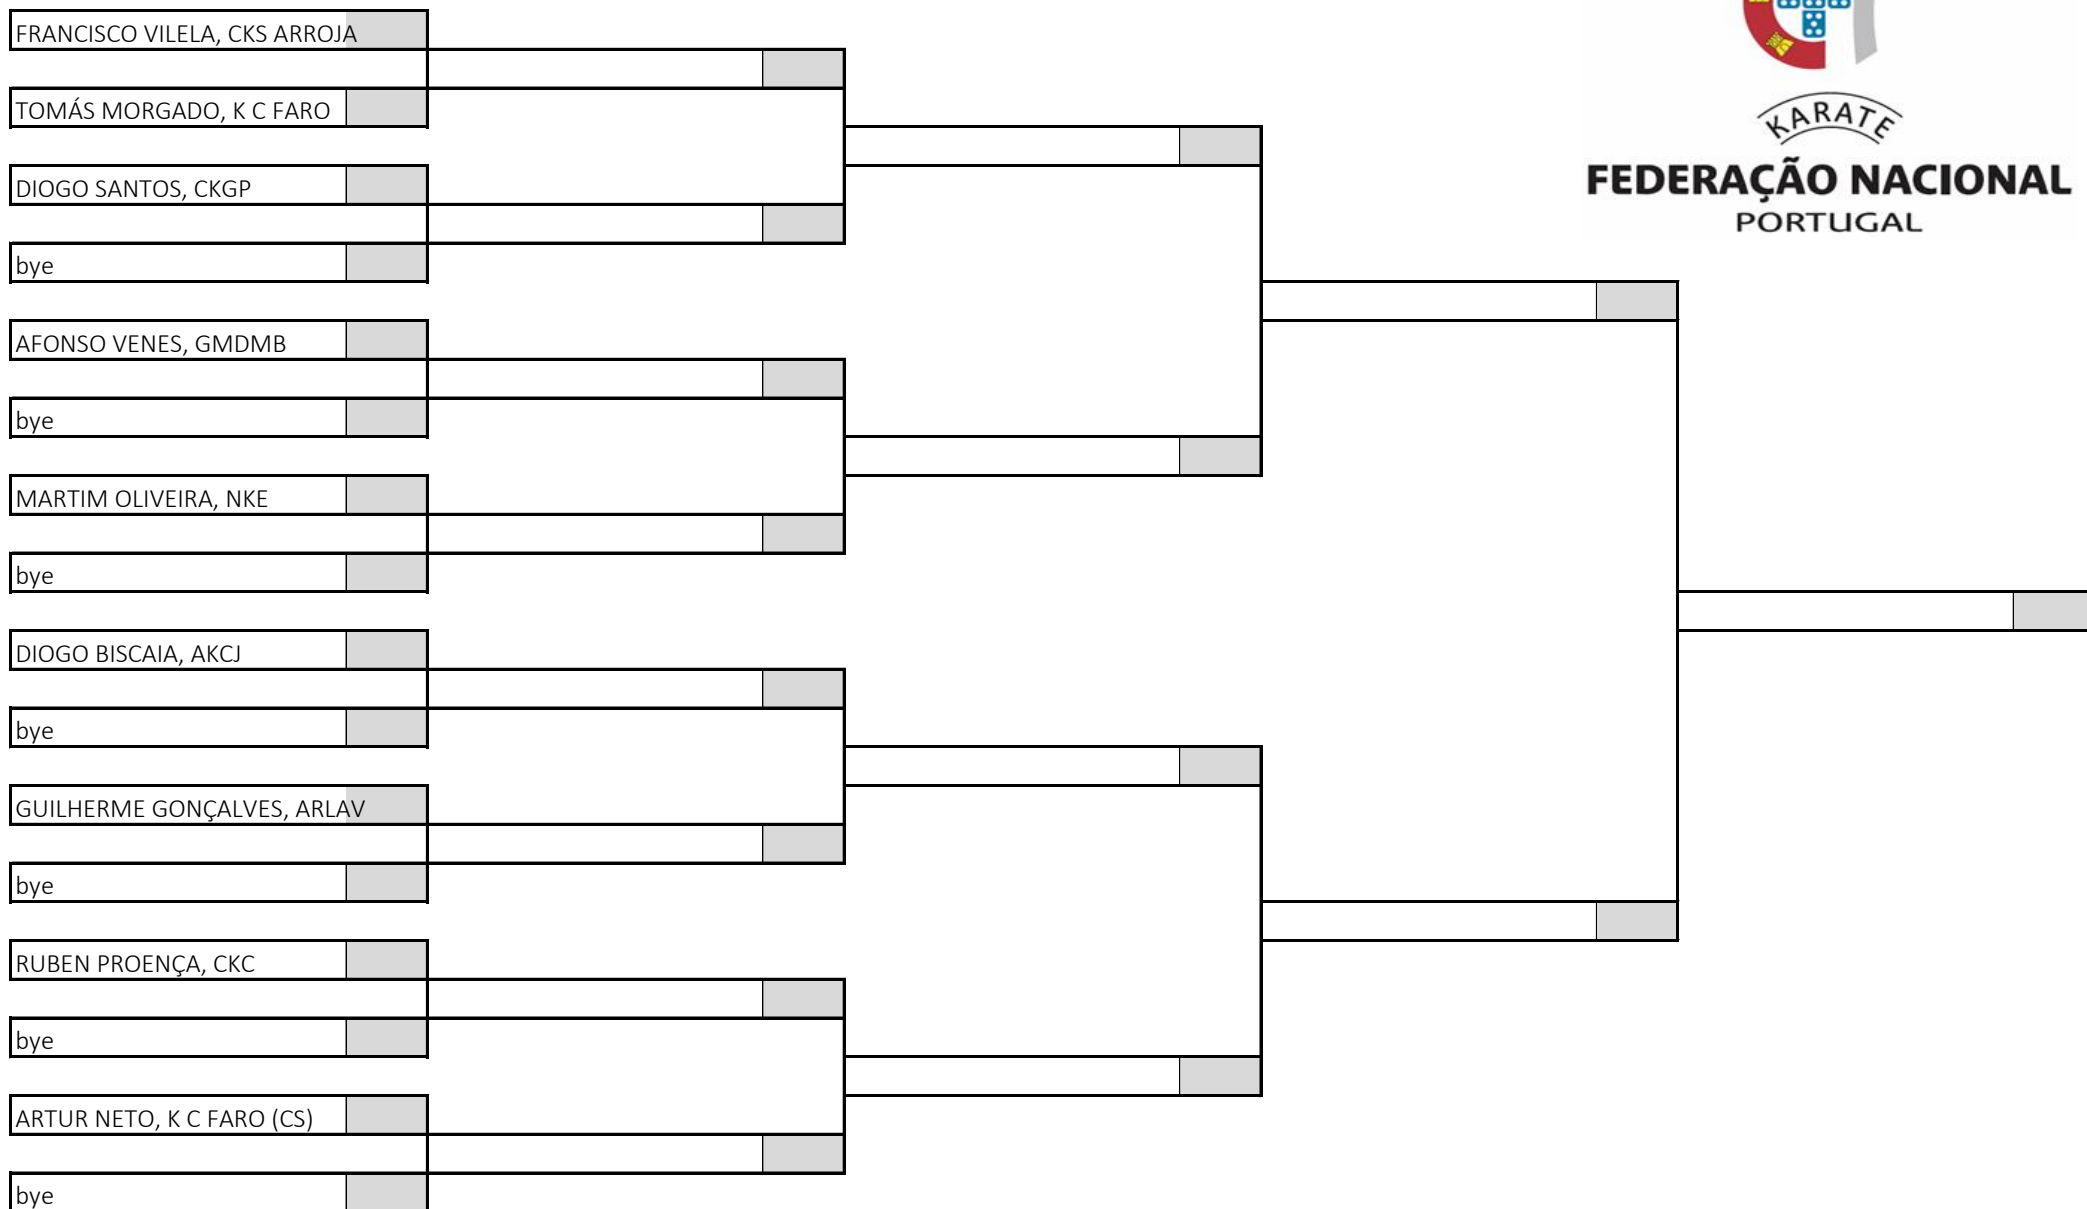 FRANCISCO VILELA, CKS ARROJA
TOMÁS MORGADO, K C FARO
DIOGO SANTOS, CKGP
bye
AFONSO VENES, GMDMB
bye
MARTIM OLIVEIRA, NKE
bye
DIOGO BISCAIA, AKCJ
bye
GUILHERME GONÇALVES, ARLAV
bye
RUBEN PROENÇA, CKC
bye
ARTUR NETO, K C FARO (CS)
bye
KARATE
FEDERAÇÃO NACIONAL
PORTUGAL